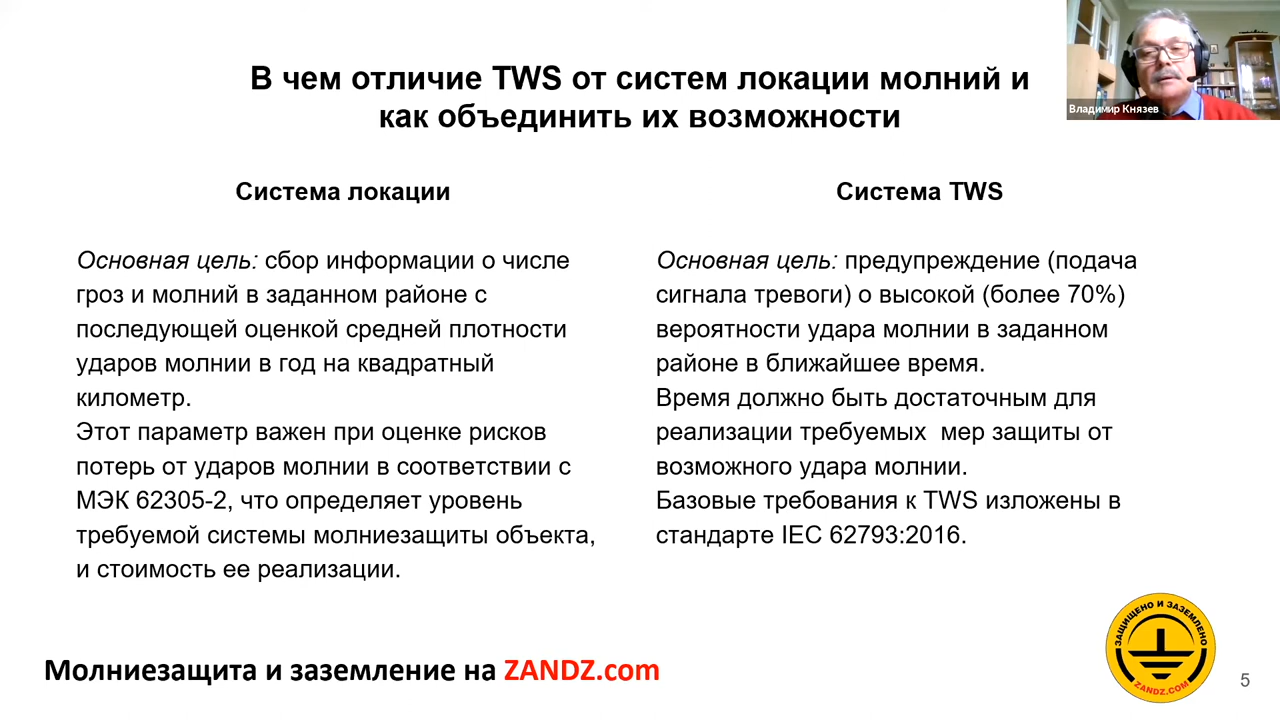 В чем отличие TWS от систем локации молний и
как объединить их возможности
Владимир Князев
Система локации
Основная цель: сбор информации о числе
гроз и молний в заданном районе с
последующей оценкой средней плотности
ударов молнии в год на квадратный
километр.
Этот параметр важен при оценке рисков
потерь от ударов молнии в соответствии с
МЭК 62305-2, что определяет уровень
требуемой системы молниезащиты объекта,
и стоимость ее реализации.
Система TWS
Основная цель: предупреждение (подача
сигнала тревоги) о высокой (более 70%)
вероятности удара молнии в заданном
районе в ближайшее время.
Время должно быть достаточным для
реализации требуемых  мер защиты от
возможного удара молнии.
Базовые требования к TWS изложены в
стандарте IEC 62793:2016.
Молниезащита и заземление на ZANDZ.com
ЗАЩИЩЕНО И ЗАЗЕМЛЕНО
ZANDZ.COM
5